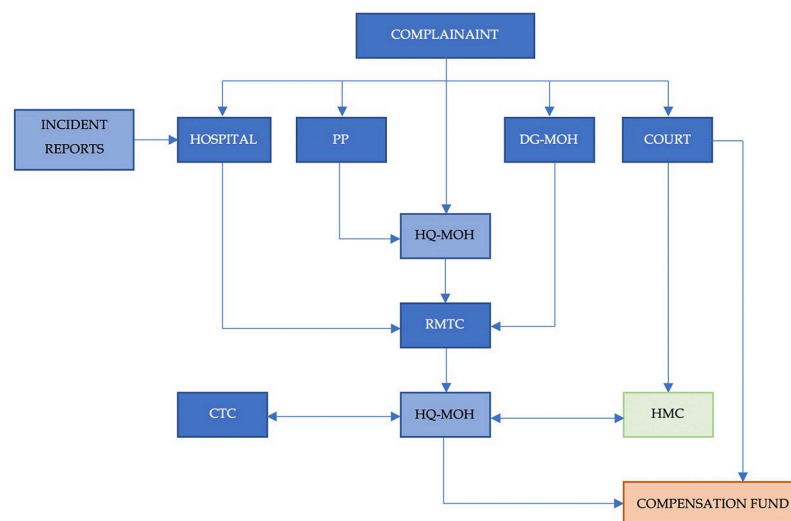 COMPLAINAINT
INCIDENT
REPORTS
HOSPITAL
PP
DG-MOH
COURT
HQ-MOH
RMTC
CTC
HQ-MOH
HMC
COMPENSATION FUND